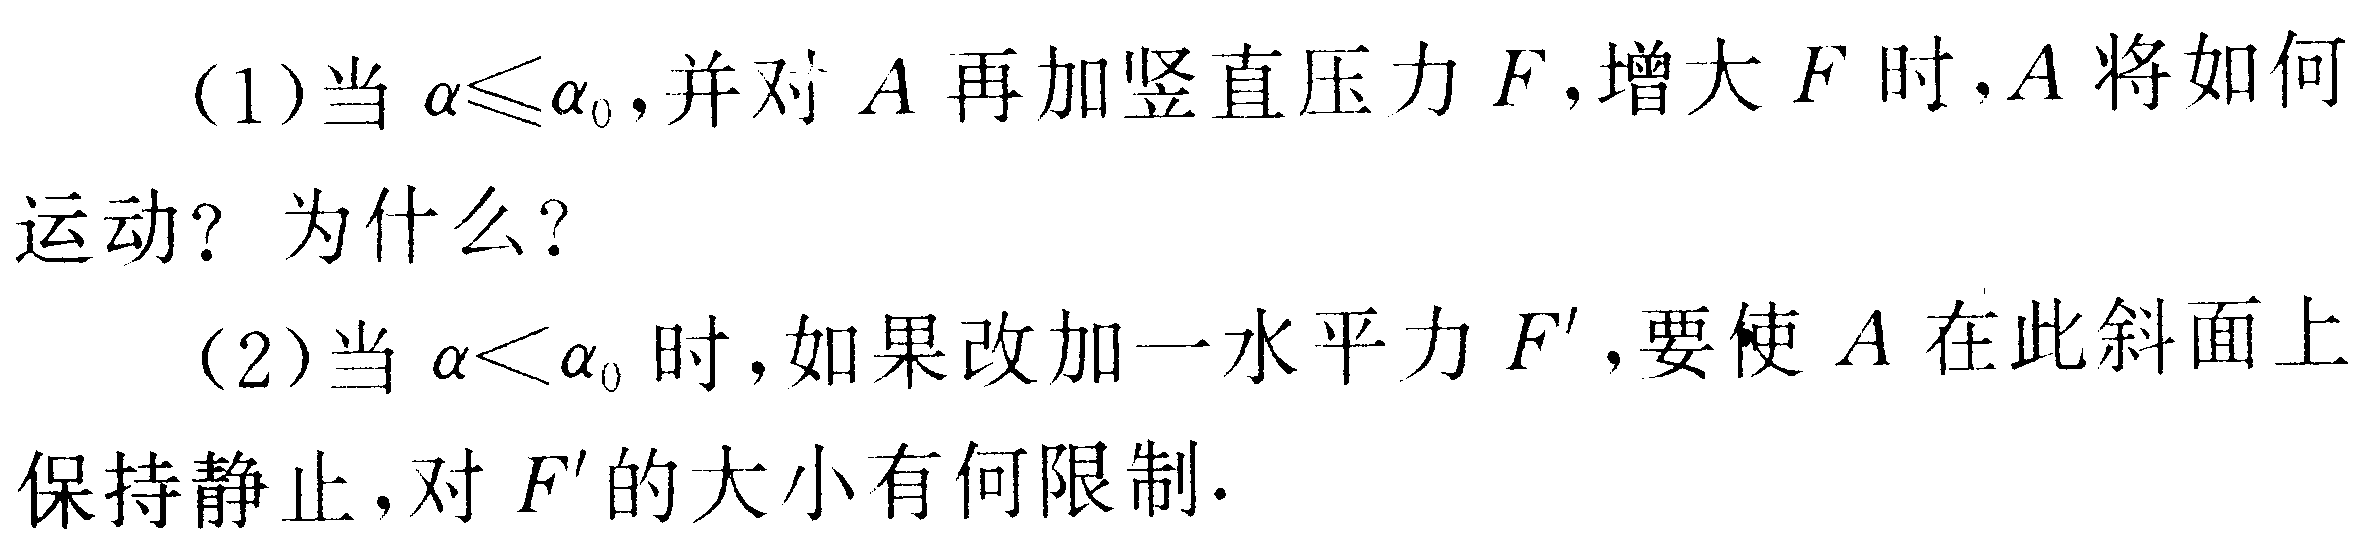 (1)当 α≤α₀,并对 A 再加竖直压力 F,增大 F 时,A 将如何
运动? 为什么?
(2)当 α<α₀ 时,如果改加一水平力 F′,要使 A 在此斜面上
保持静止,对 F′的大小有何限制.